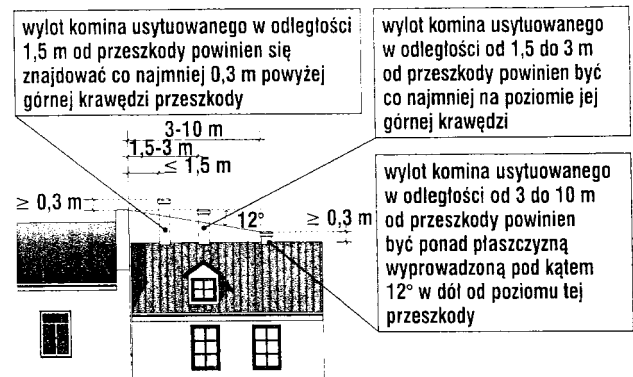 wylot komina usytuowanego w odległości
1,5 m od przeszkody powinien się
znajdować co najmniej 0,3 m powyżej
górnej krawędzi przeszkody
wylot komina usytuowanego
w odległości od 1,5 do 3 m
od przeszkody powinien być
co najmniej na poziomie jej
górnej krawędzi
3-10 m
1,5-3 m
≤ 1,5 m
≥ 0,3 m
12°
≥ 0,3 m
wylot komina usytuowanego
w odległości od 3 do 10 m
od przeszkody powinien
być ponad płaszczyzną
wyprowadzoną pod kątem
12° w dół od poziomu tej
przeszkody